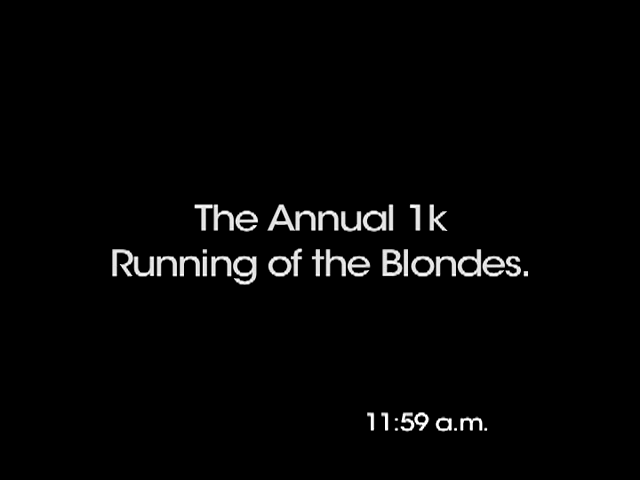 The Annual 1k
Running of the Blondes.
11:59 a.m.